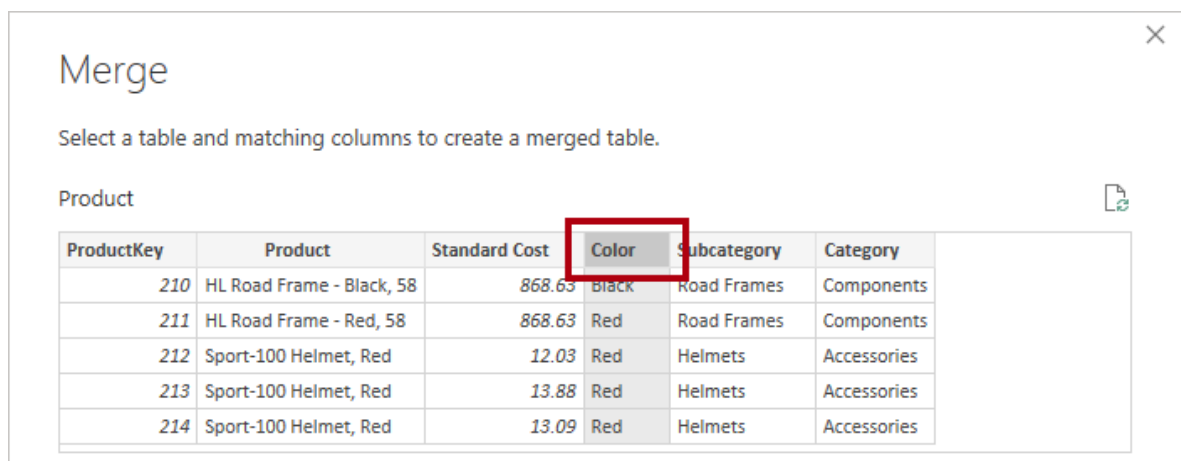 Merge
Select a table and matching columns to create a merged table.
Product
ProductKey Product Standard Cost Color Subcategory Category
210 HL Road Frame - Black, 58 868.63 Black Road Frames Components
211 HL Road Frame - Red, 58 868.63 Red Road Frames Components
212 Sport-100 Helmet, Red 12.03 Red Helmets Accessories
213 Sport-100 Helmet, Red 13.88 Red Helmets Accessories
214 Sport-100 Helmet, Red 13.09 Red Helmets Accessories